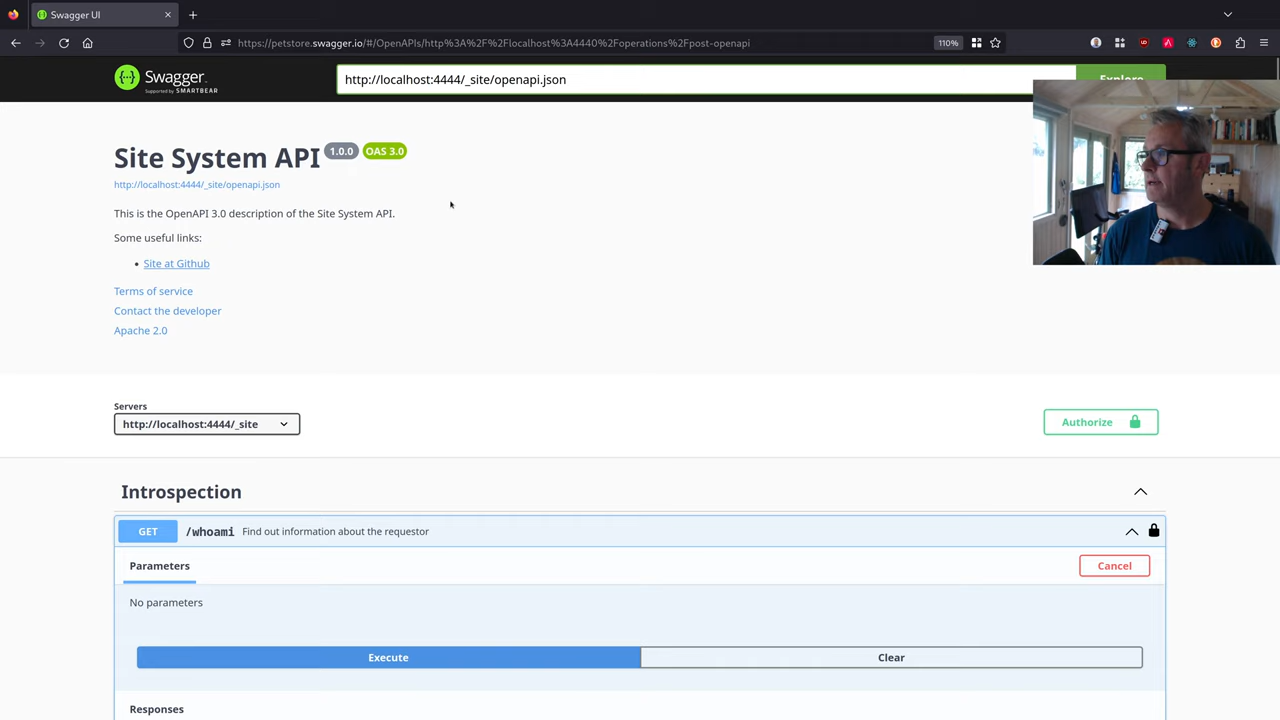 Swagger UI
https://petstore.swagger.io/#/OpenAPIs/http%3A%2F%2Flocalhost%3A4440%2Foperations%2Fpost-openapi
110%
Swagger
Supported by SMARTBEAR
http://localhost:4444/_site/openapi.json
Explore
Site System API 1.0.0 OAS 3.0
http://localhost:4444/_site/openapi.json
This is the OpenAPI 3.0 description of the Site System API.
Some useful links:
Site at Github
Terms of service
Contact the developer
Apache 2.0
Servers
http://localhost:4444/_site
Authorize
Introspection
GET /whoami Find out information about the requestor
Parameters
Cancel
No parameters
Execute
Clear
Responses